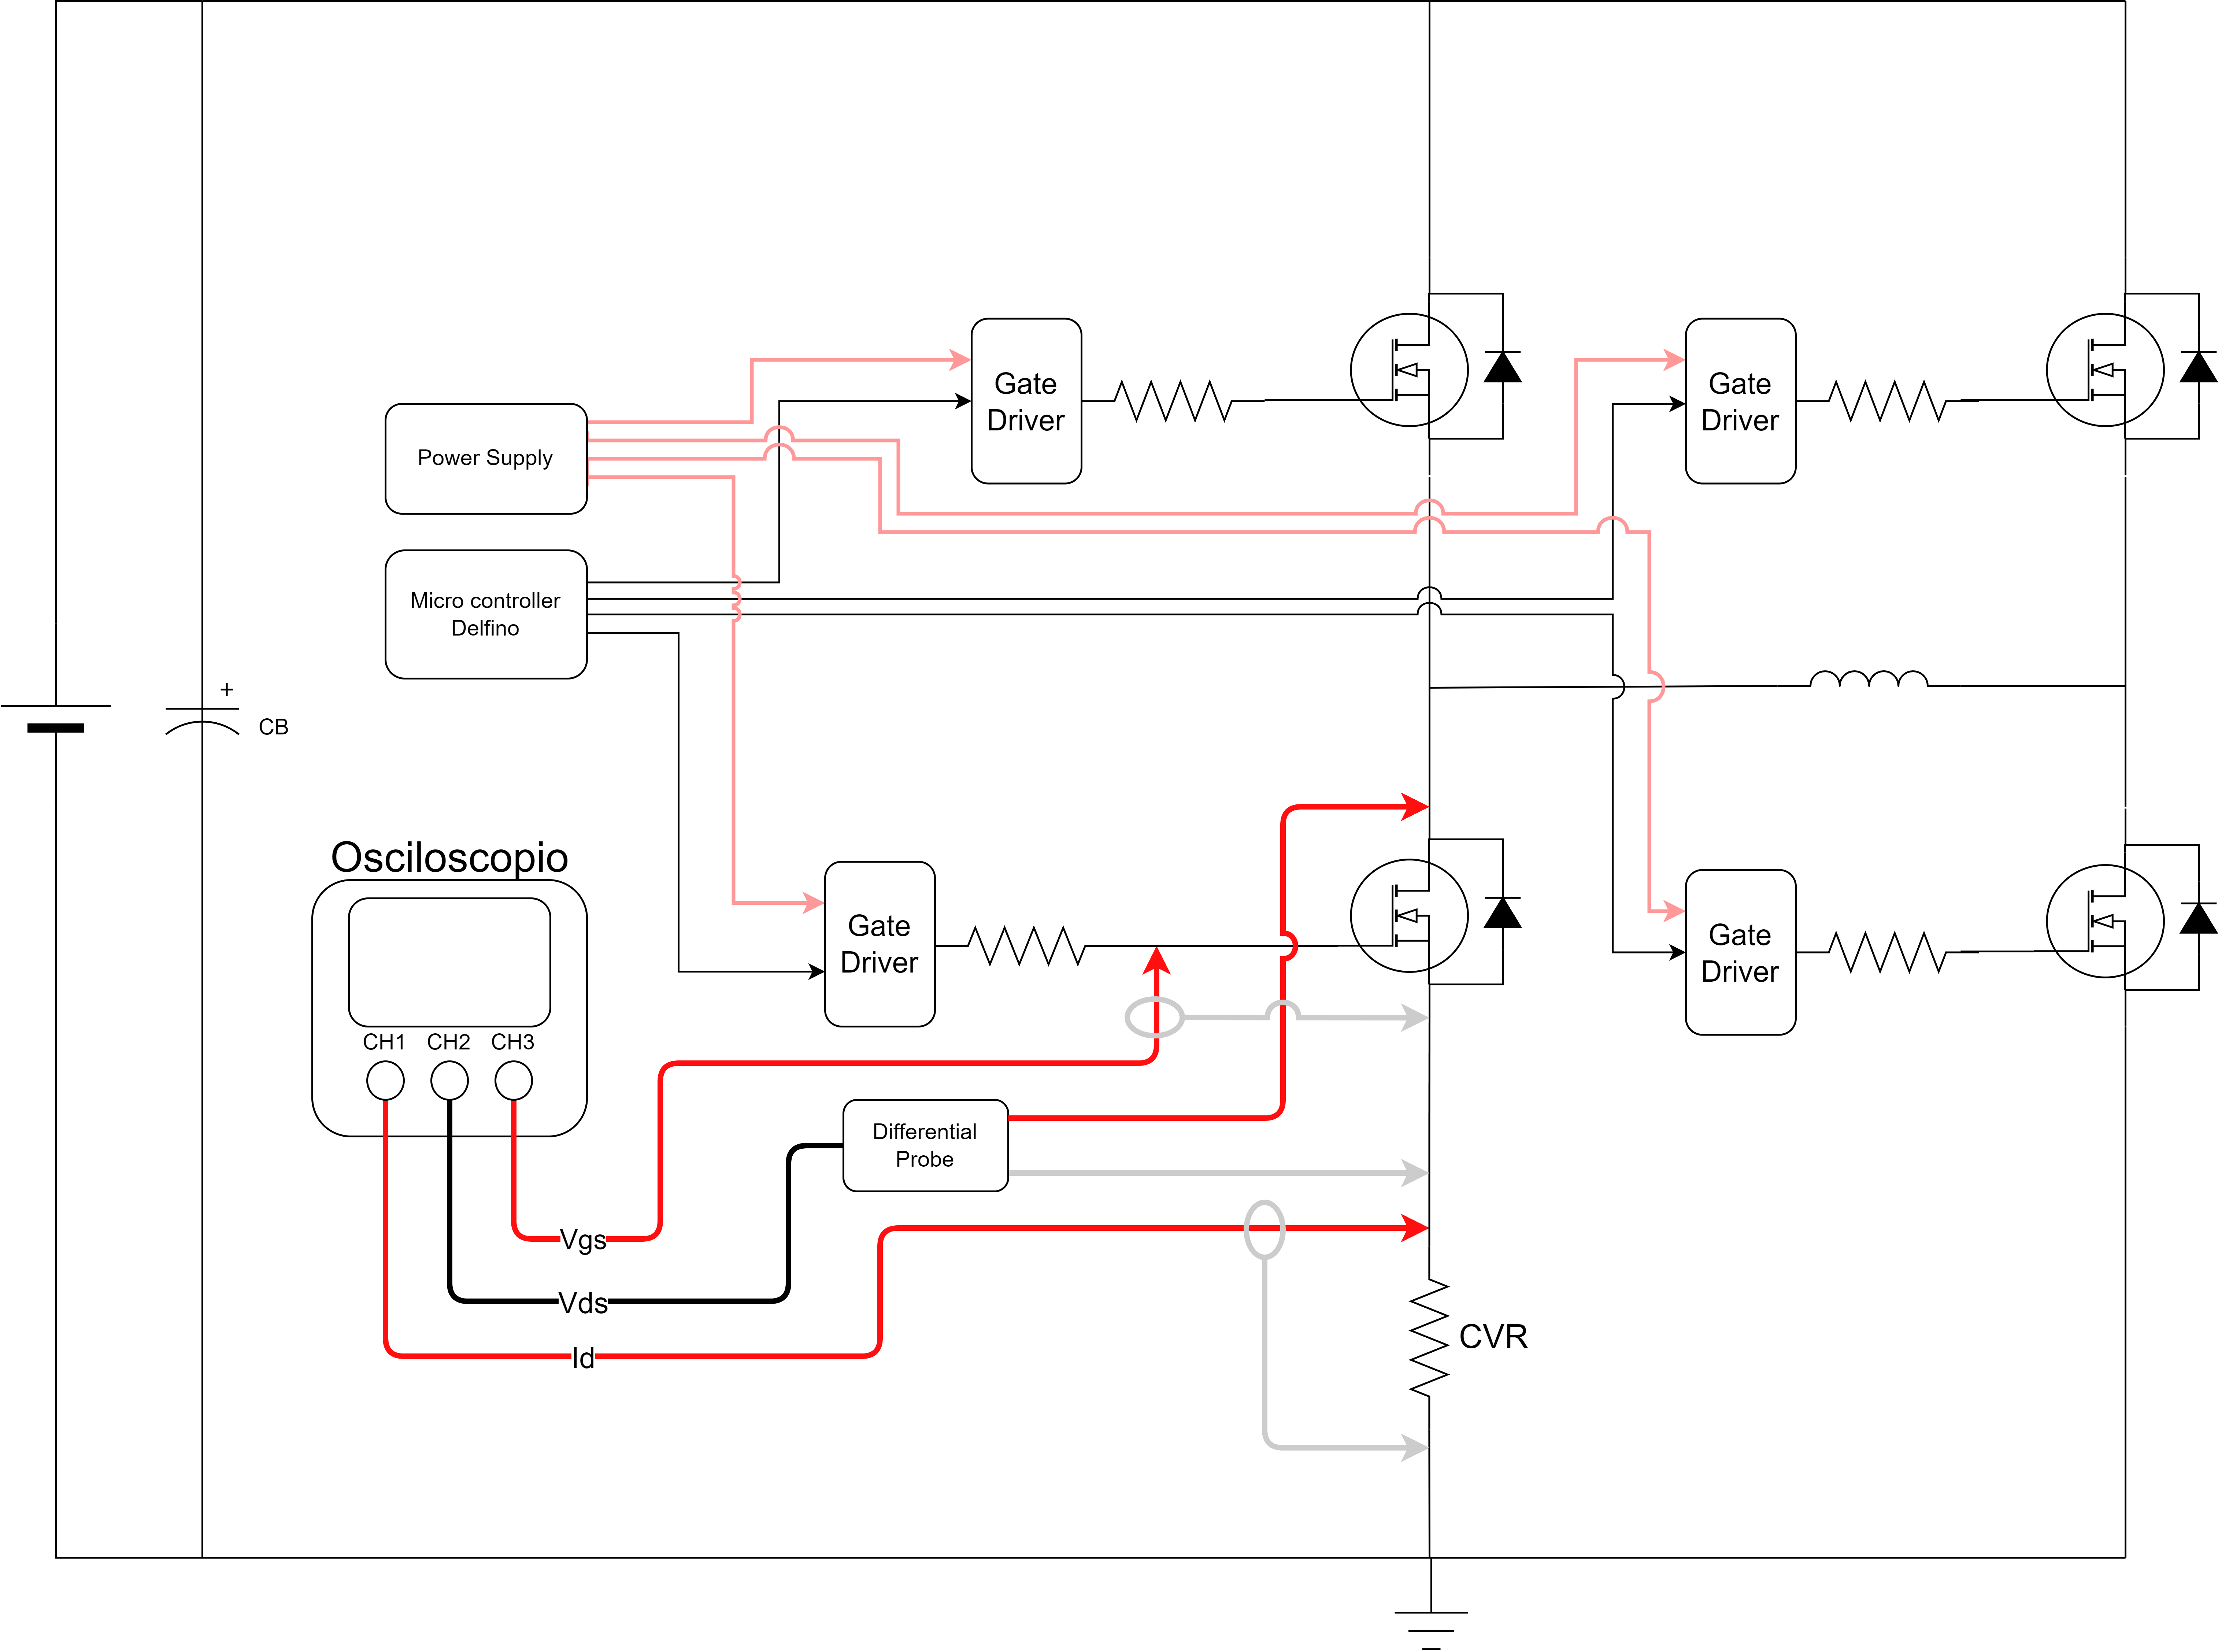 Gate
Driver
Gate
Driver
Power Supply
Micro controller
Delfino
+
CB
Osciloscopio
CH1 CH2 CH3
Gate
Driver
Gate
Driver
Differential
Probe
Vgs
Vds
Id
CVR